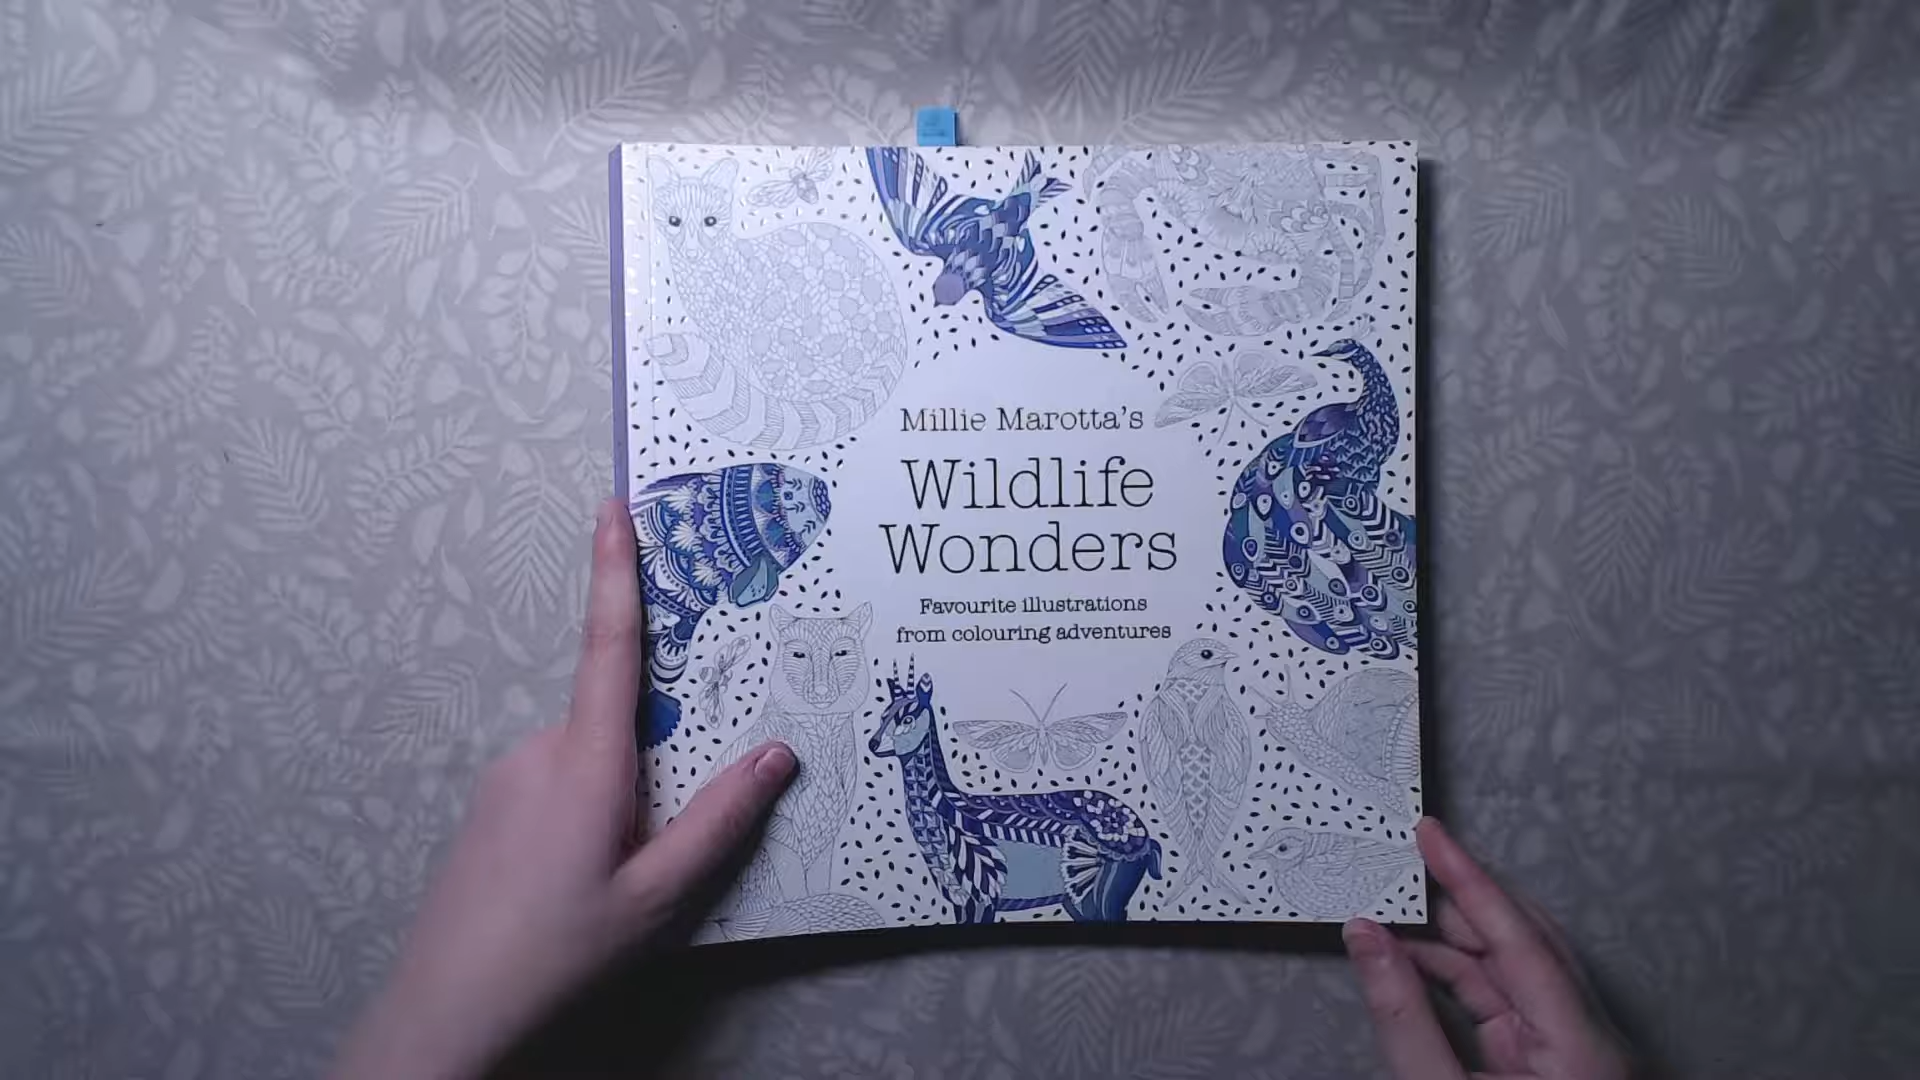 Millie Marotta's
Wildlife
Wonders
Favourite illustrations
from colouring adventures